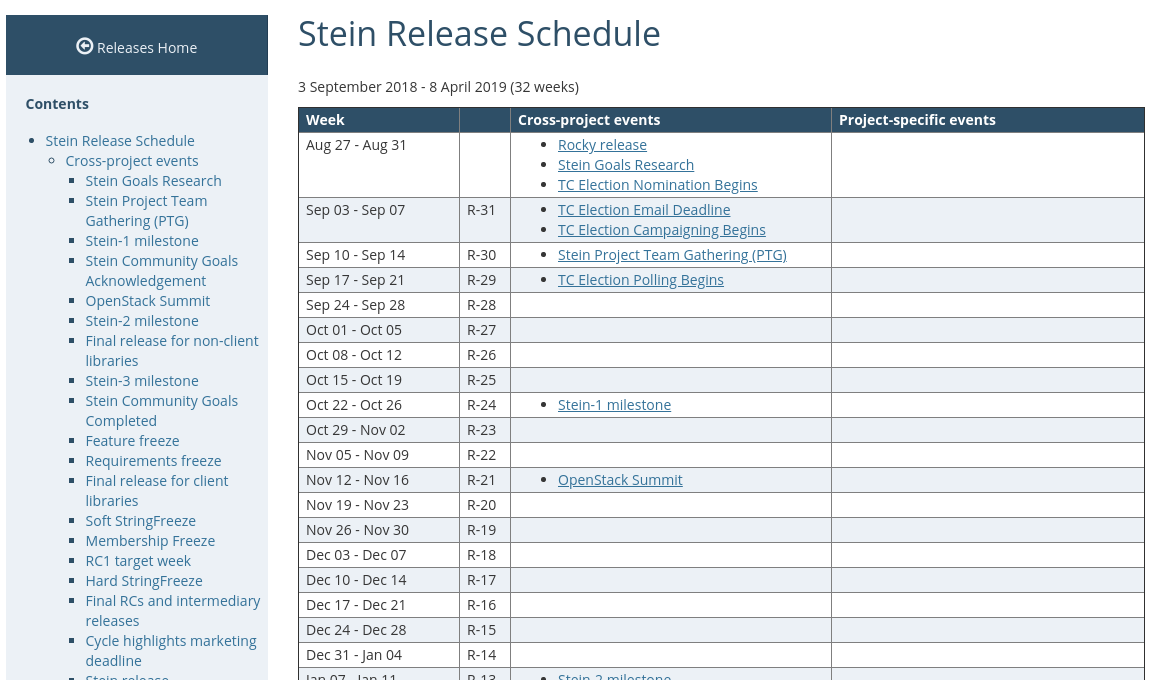 Releases Home
Contents
Stein Release Schedule
Cross-project events
Stein Goals Research
Stein Project Team
Gathering (PTG)
Stein-1 milestone
Stein Community Goals
Acknowledgement
OpenStack Summit
Stein-2 milestone
Final release for non-client
libraries
Stein-3 milestone
Stein Community Goals
Completed
Feature freeze
Requirements freeze
Final release for client
libraries
Soft StringFreeze
Membership Freeze
RC1 target week
Hard StringFreeze
Final RCs and intermediary
releases
Cycle highlights marketing
deadline
Stein release
Stein Release Schedule
3 September 2018 - 8 April 2019 (32 weeks)
Week Cross-project events Project-specific events
Aug 27 - Aug 31 Rocky release
Stein Goals Research
TC Election Nomination Begins
Sep 03 - Sep 07 R-31 TC Election Email Deadline
TC Election Campaigning Begins
Sep 10 - Sep 14 R-30 Stein Project Team Gathering (PTG)
Sep 17 - Sep 21 R-29 TC Election Polling Begins
Sep 24 - Sep 28 R-28
Oct 01 - Oct 05 R-27
Oct 08 - Oct 12 R-26
Oct 15 - Oct 19 R-25
Oct 22 - Oct 26 R-24 Stein-1 milestone
Oct 29 - Nov 02 R-23
Nov 05 - Nov 09 R-22
Nov 12 - Nov 16 R-21 OpenStack Summit
Nov 19 - Nov 23 R-20
Nov 26 - Nov 30 R-19
Dec 03 - Dec 07 R-18
Dec 10 - Dec 14 R-17
Dec 17 - Dec 21 R-16
Dec 24 - Dec 28 R-15
Dec 31 - Jan 04 R-14
Jan 07 - Jan 11 R-13 Stein-2 milestone